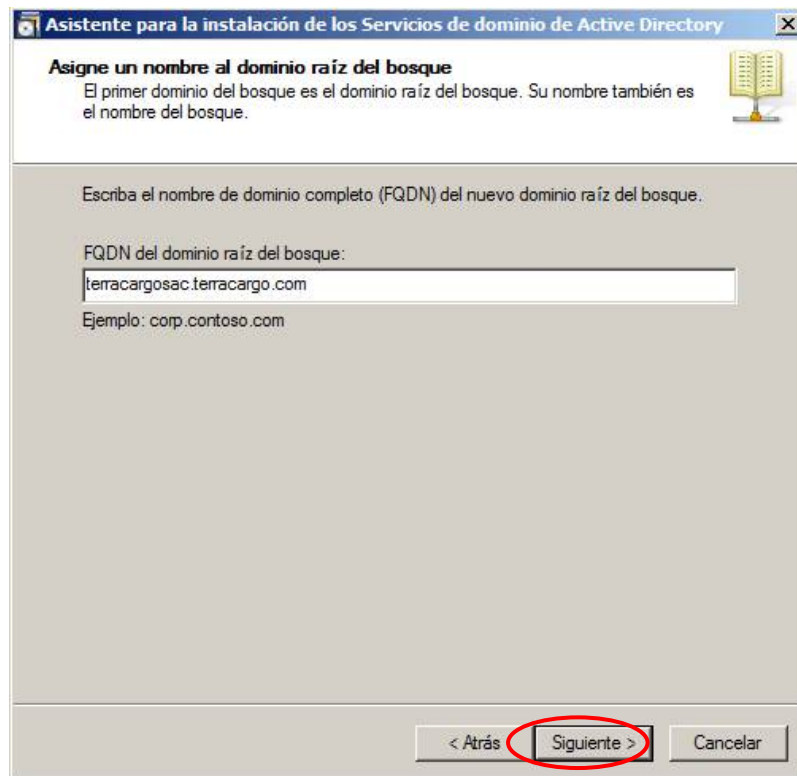 Asistente para la instalación de los Servicios de dominio de Active Directory
Asigne un nombre al dominio raíz del bosque
El primer dominio del bosque es el dominio raíz del bosque. Su nombre también es
el nombre del bosque.
Escriba el nombre de dominio completo (FQDN) del nuevo dominio raíz del bosque.
FQDN del dominio raíz del bosque:
terracargosac.terracargo.com
Ejemplo: corp.contoso.com
< Atrás
Siguiente >
Cancelar